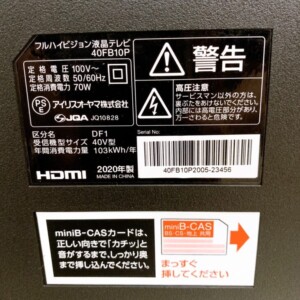 フルハイビジョン液晶テレビ
40FB10P
定格電圧 100V～
定格周波数 50/60Hz
定格消費電力 70W
PS
E
アイリスオーヤマ株式会社
JQA JQ10828
区分名 DF1
受信機型サイズ 40V型
年間消費電力量 103kWh/年
HDMI
2020年製
MADE IN CHINA
警告
高圧注意
サービスマン以外の方は、
裏ぶたをあけないでください。
内部には高電圧部分が
万一さわると危険です。
Serial No:
40FB10P2005-23456
miniB-CASカードは、
正しい向きで「カチッ」と
音がするまで、しっかり奥
まで挿し込んでください。
miniB-CAS
まっすぐ
挿してください